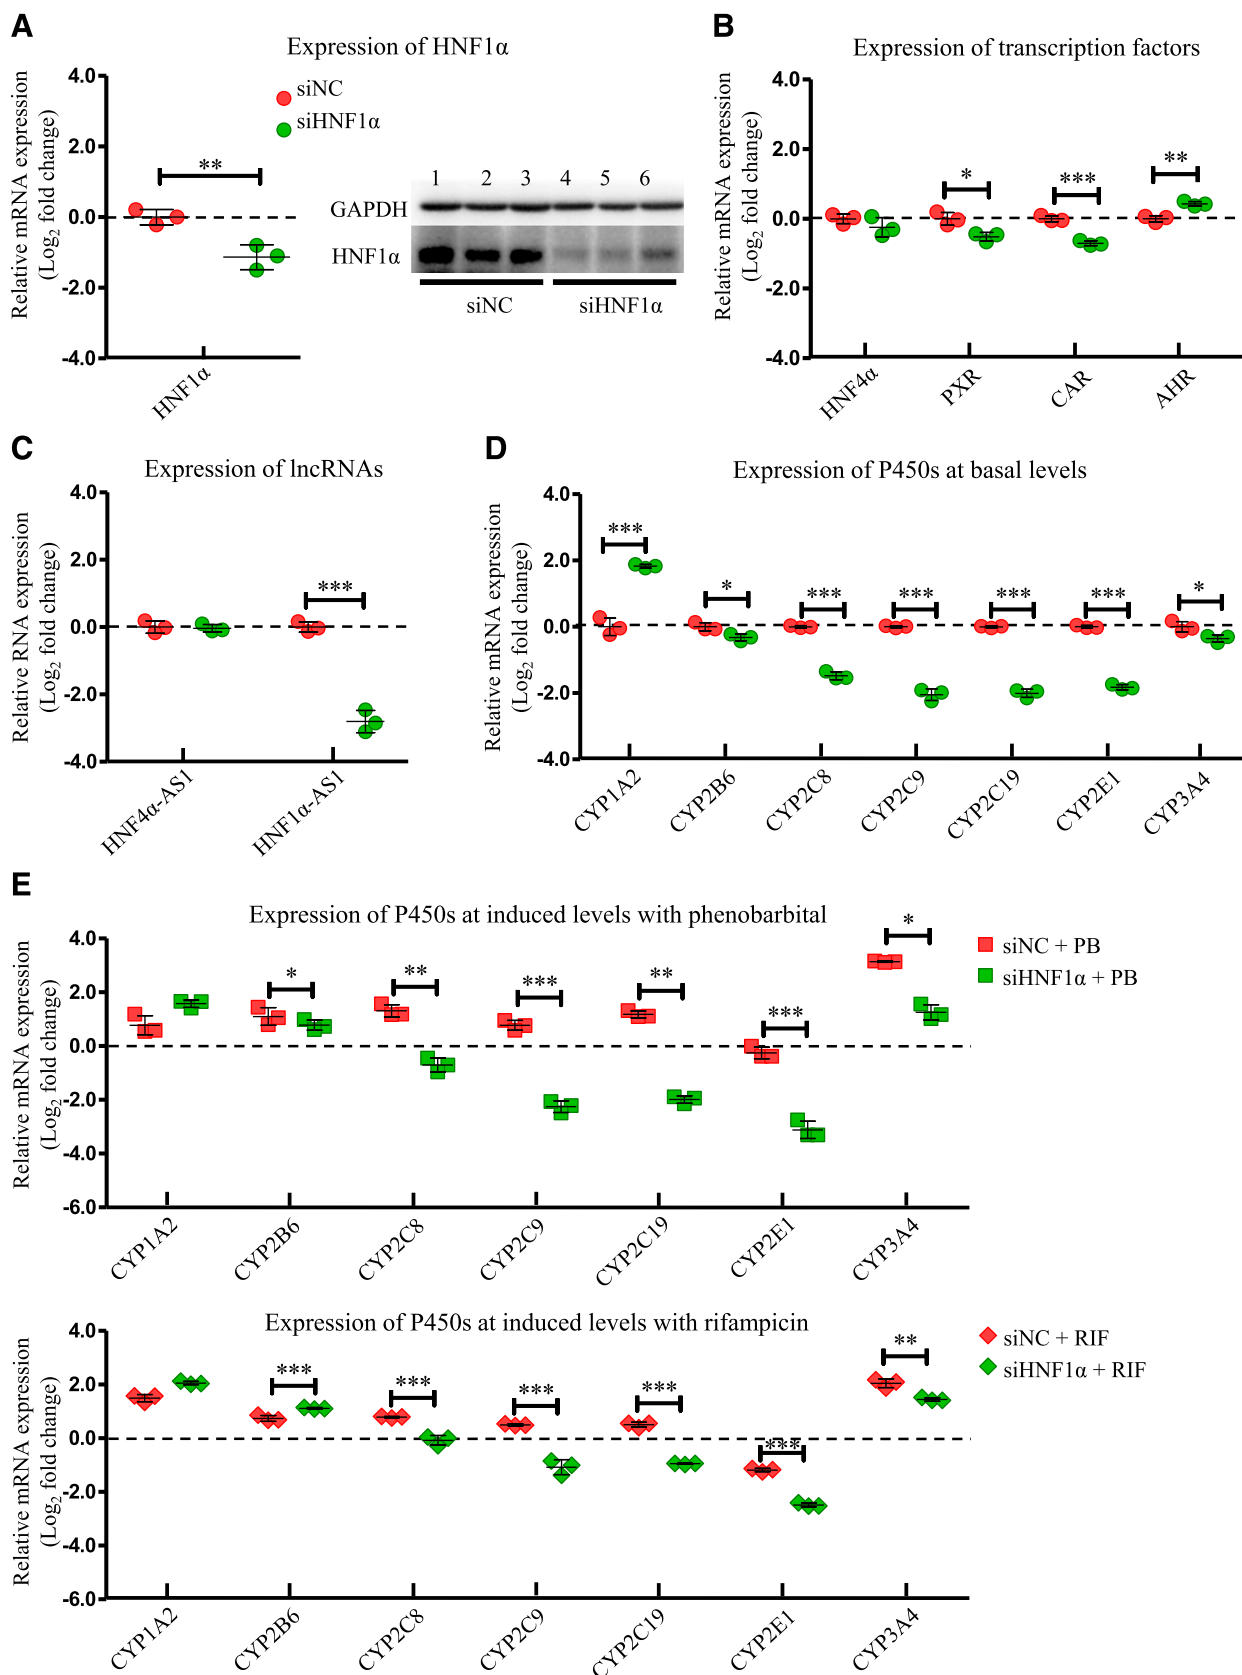 A
Expression of HNF1α
Relative mRNA expression
(Log2 fold change)
4.0
2.0
0.0
-2.0
-4.0
siNC
siHNF1α
**
HNF1α
1 2 3 4 5 6
GAPDH
HNF1α
siNC siHNF1α
B
Expression of transcription factors
Relative mRNA expression
(Log2 fold change)
4.0
2.0
0.0
-2.0
-4.0
* *** **
HNF4α PXR CAR AHR
C
Expression of lncRNAs
Relative RNA expression
(Log2 fold change)
4.0
2.0
0.0
-2.0
-4.0
***
HNF4α-AS1 HNF1α-AS1
D
Expression of P450s at basal levels
Relative mRNA expression
(Log2 fold change)
4.0
2.0
0.0
-2.0
-4.0
*** * *** *** *** *** *
CYP1A2 CYP2B6 CYP2C8 CYP2C9 CYP2C19 CYP2E1 CYP3A4
E
Expression of P450s at induced levels with phenobarbital
Relative mRNA expression
(Log2 fold change)
4.0
2.0
0.0
-2.0
-4.0
-6.0
* ** *** ** *** *
siNC + PB
siHNF1α + PB
CYP1A2 CYP2B6 CYP2C8 CYP2C9 CYP2C19 CYP2E1 CYP3A4
Expression of P450s at induced levels with rifampicin
Relative mRNA expression
(Log2 fold change)
4.0
2.0
0.0
-2.0
-4.0
-6.0
*** *** *** *** *** **
siNC + RIF
siHNF1α + RIF
CYP1A2 CYP2B6 CYP2C8 CYP2C9 CYP2C19 CYP2E1 CYP3A4